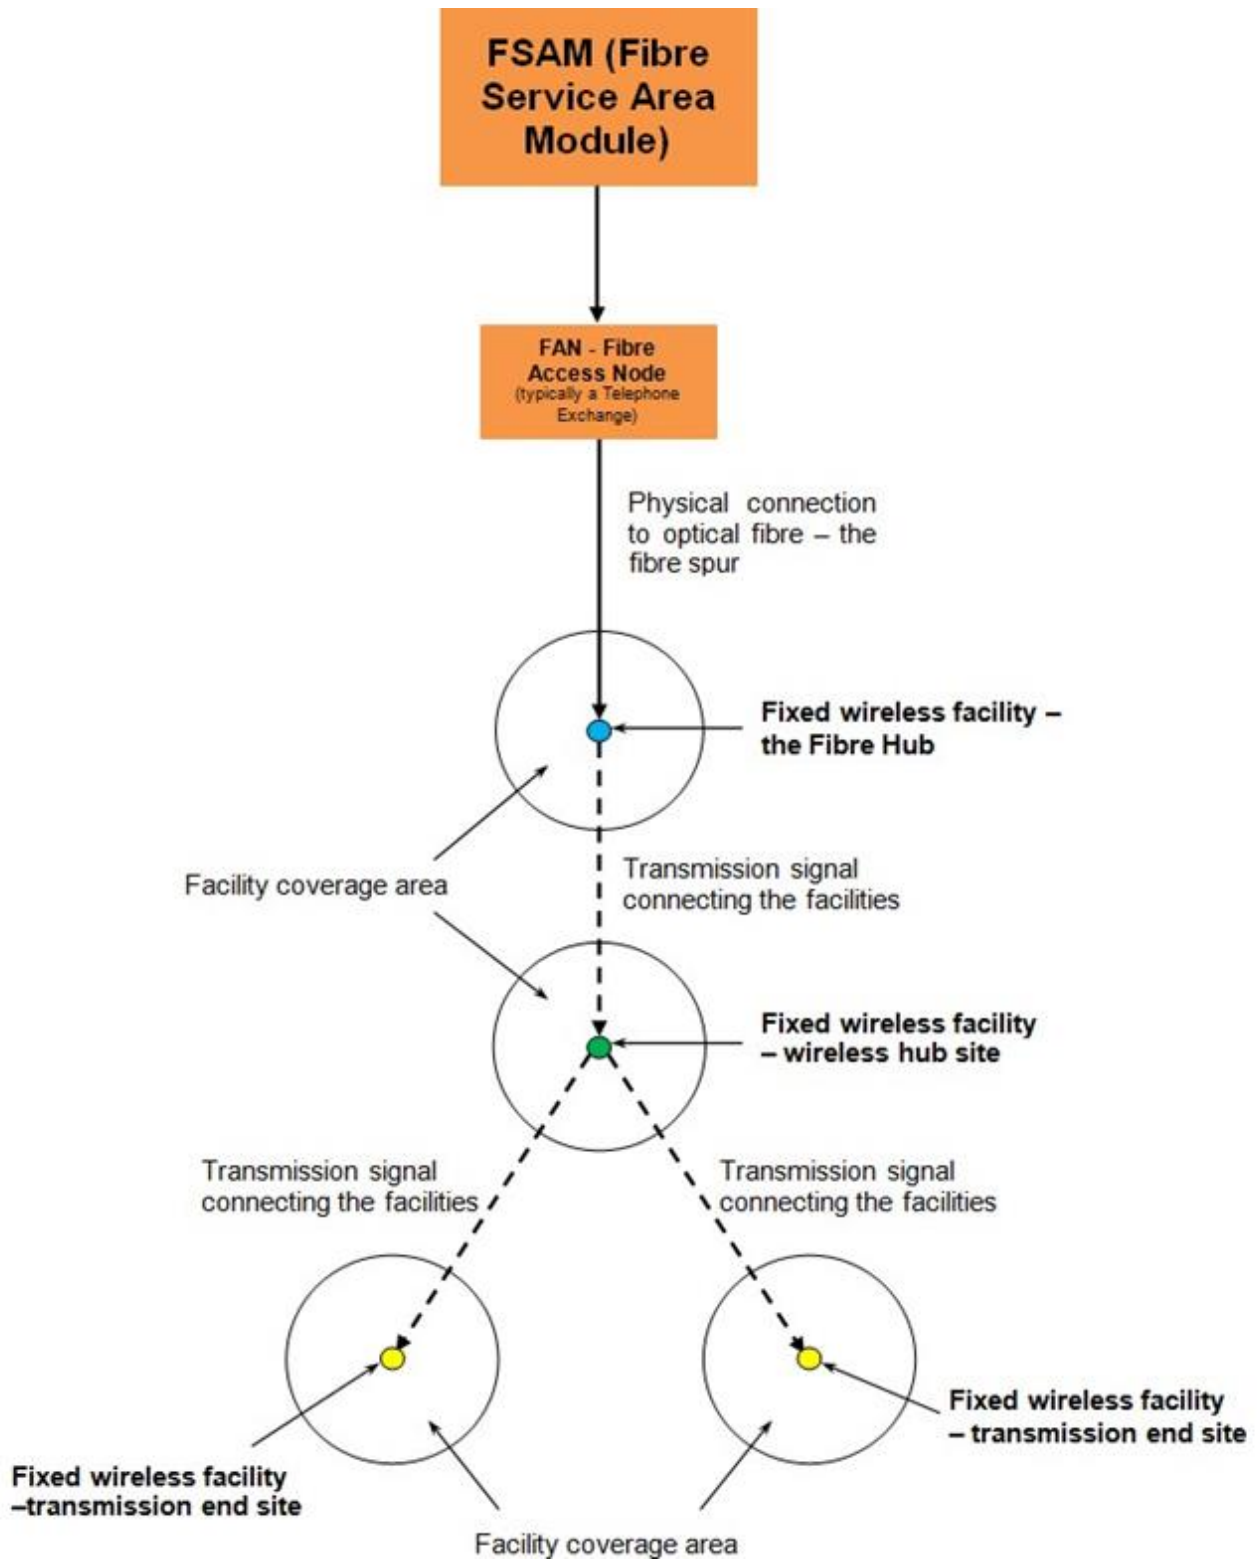 FSAM (Fibre
Service Area
Module)
FAN - Fibre
Access Node
(typically a Telephone
Exchange)
Physical connection
to optical fibre – the
fibre spur
Fixed wireless facility –
the Fibre Hub
Facility coverage area
Transmission signal
connecting the facilities
Fixed wireless facility
– wireless hub site
Transmission signal
connecting the facilities
Transmission signal
connecting the facilities
Fixed wireless facility
–transmission end site
Fixed wireless facility
– transmission end site
Facility coverage area